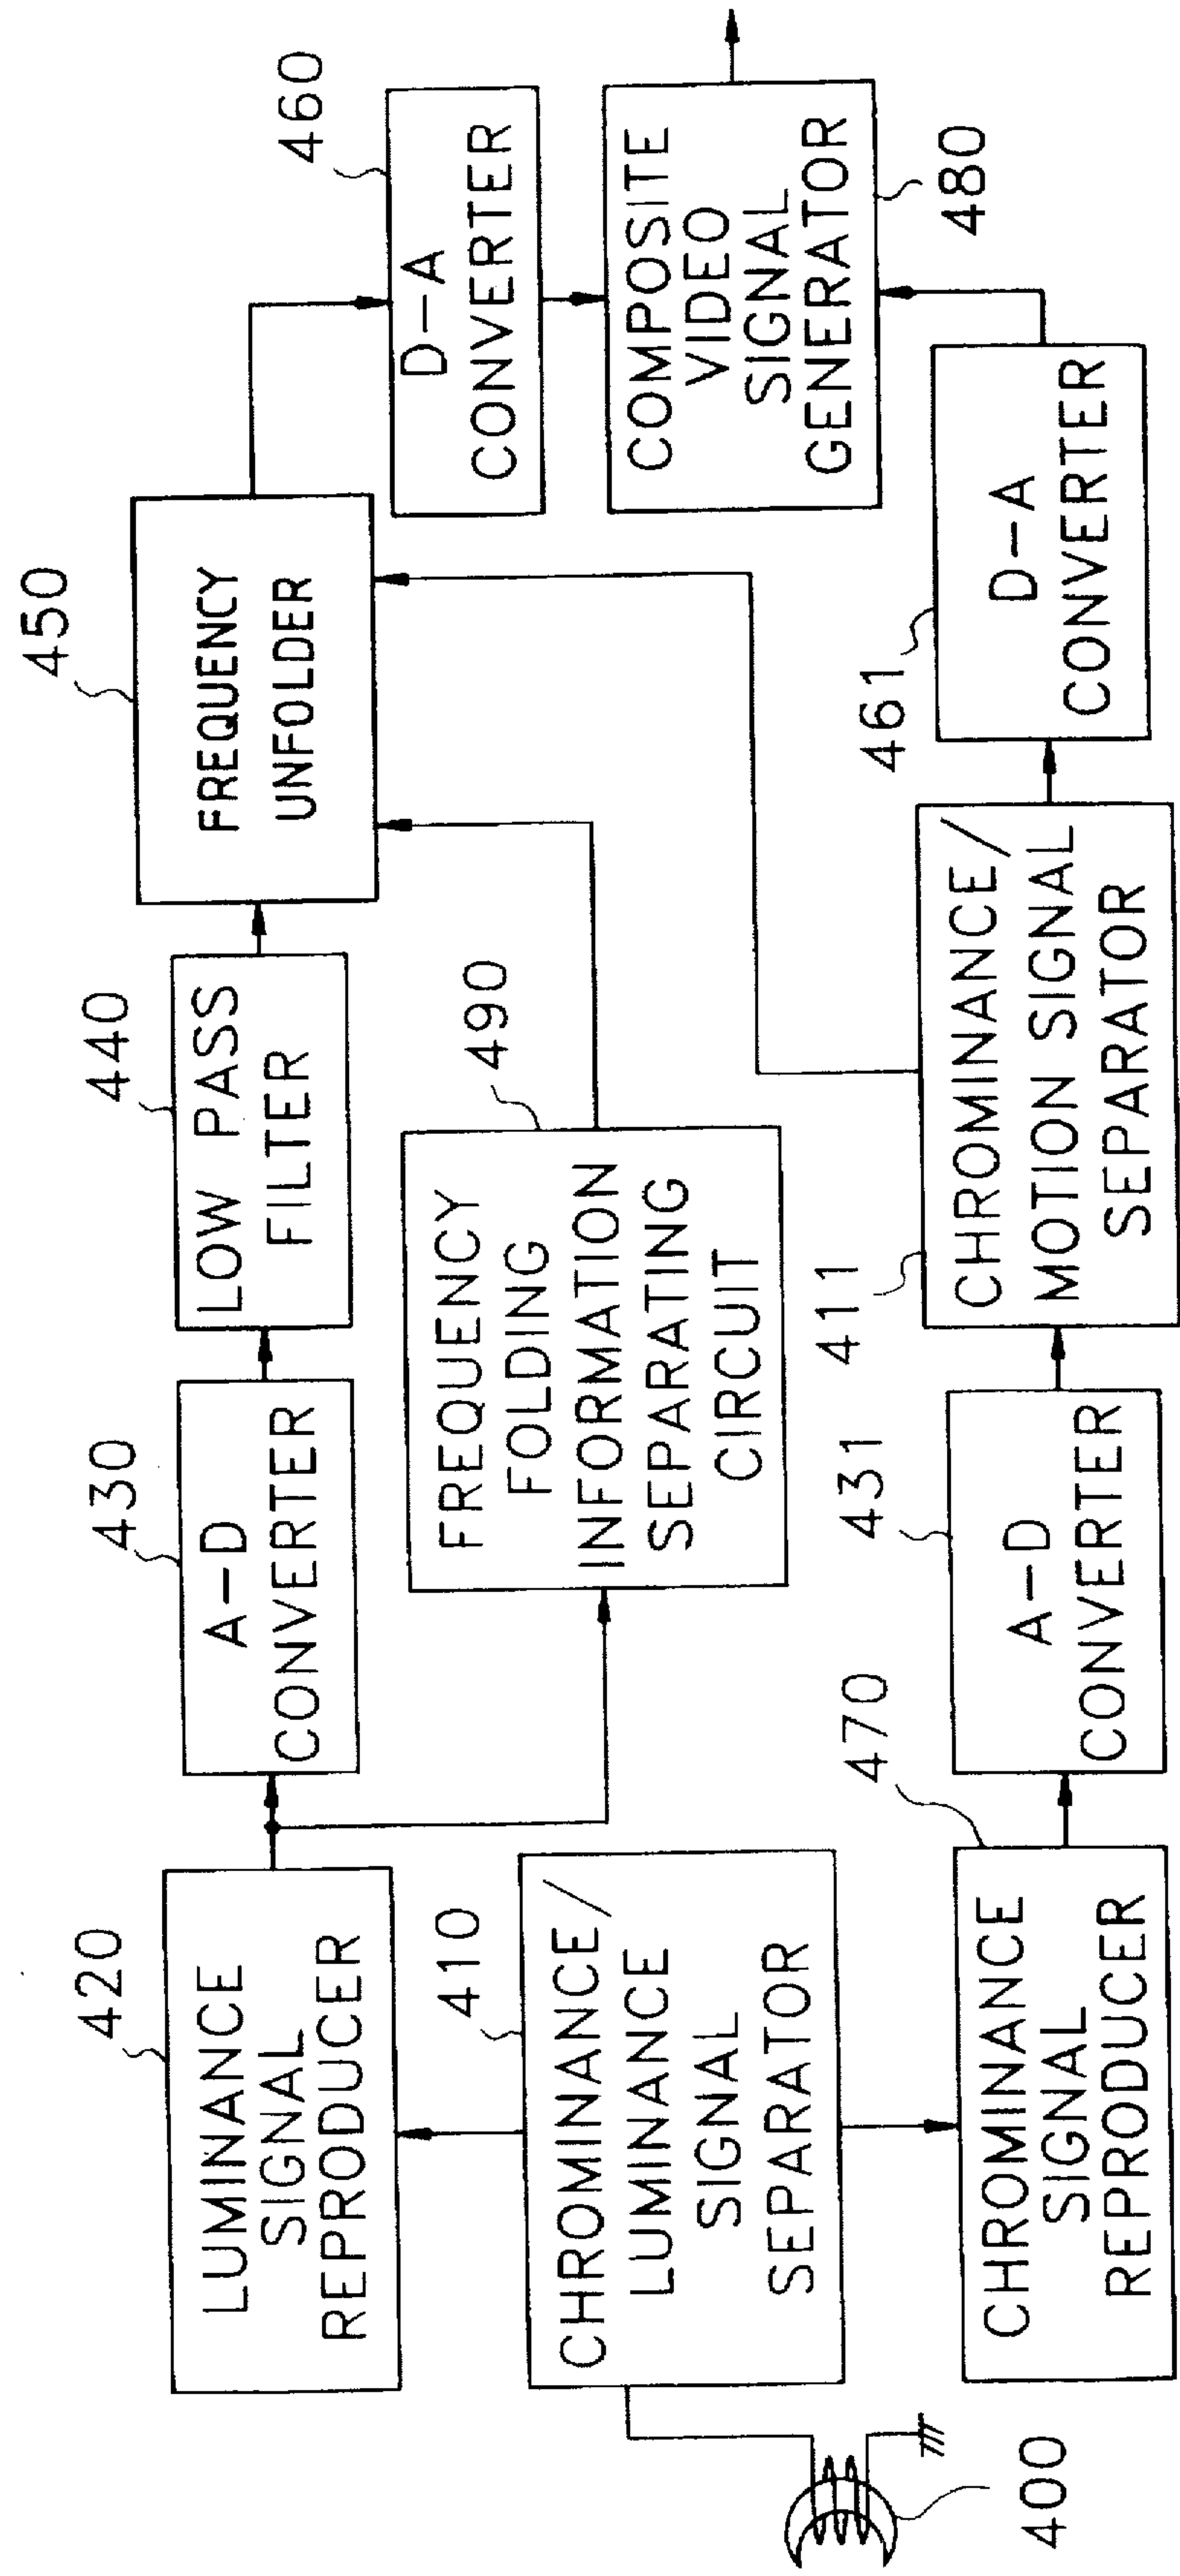 420
LUMINANCE
SIGNAL
REPRODUCER
430
A-D
CONVERTER
440
LOW PASS
FILTER
450
FREQUENCY
UNFOLDER
460
D-A
CONVERTER
410
CHROMINANCE/
LUMINANCE
SIGNAL
SEPARATOR
490
FREQUENCY
FOLDING
INFORMATION
SEPARATING
CIRCUIT
COMPOSITE
VIDEO
SIGNAL
GENERATOR
480
400
470
CHROMINANCE
SIGNAL
REPRODUCER
431
A-D
CONVERTER
411
CHROMINANCE/
MOTION SIGNAL
SEPARATOR
461
D-A
CONVERTER